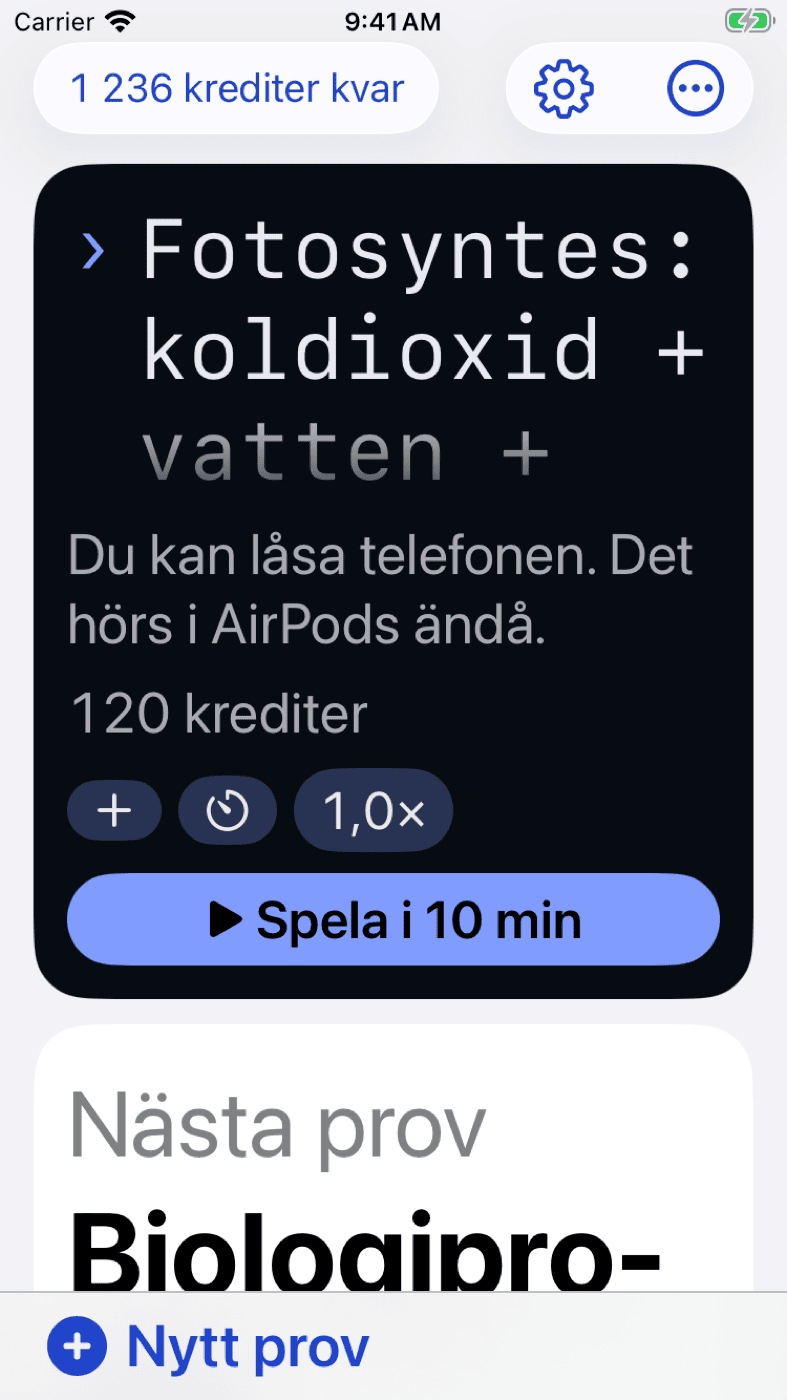 Carrier 9:41 AM
1 236 krediter kvar
› Fotosyntes:
koldioxid +
vatten +
Du kan låsa telefonen. Det
hörs i AirPods ändå.
120 krediter
1,0×
Spela i 10 min
Nästa prov
Biologipro-
Nytt prov